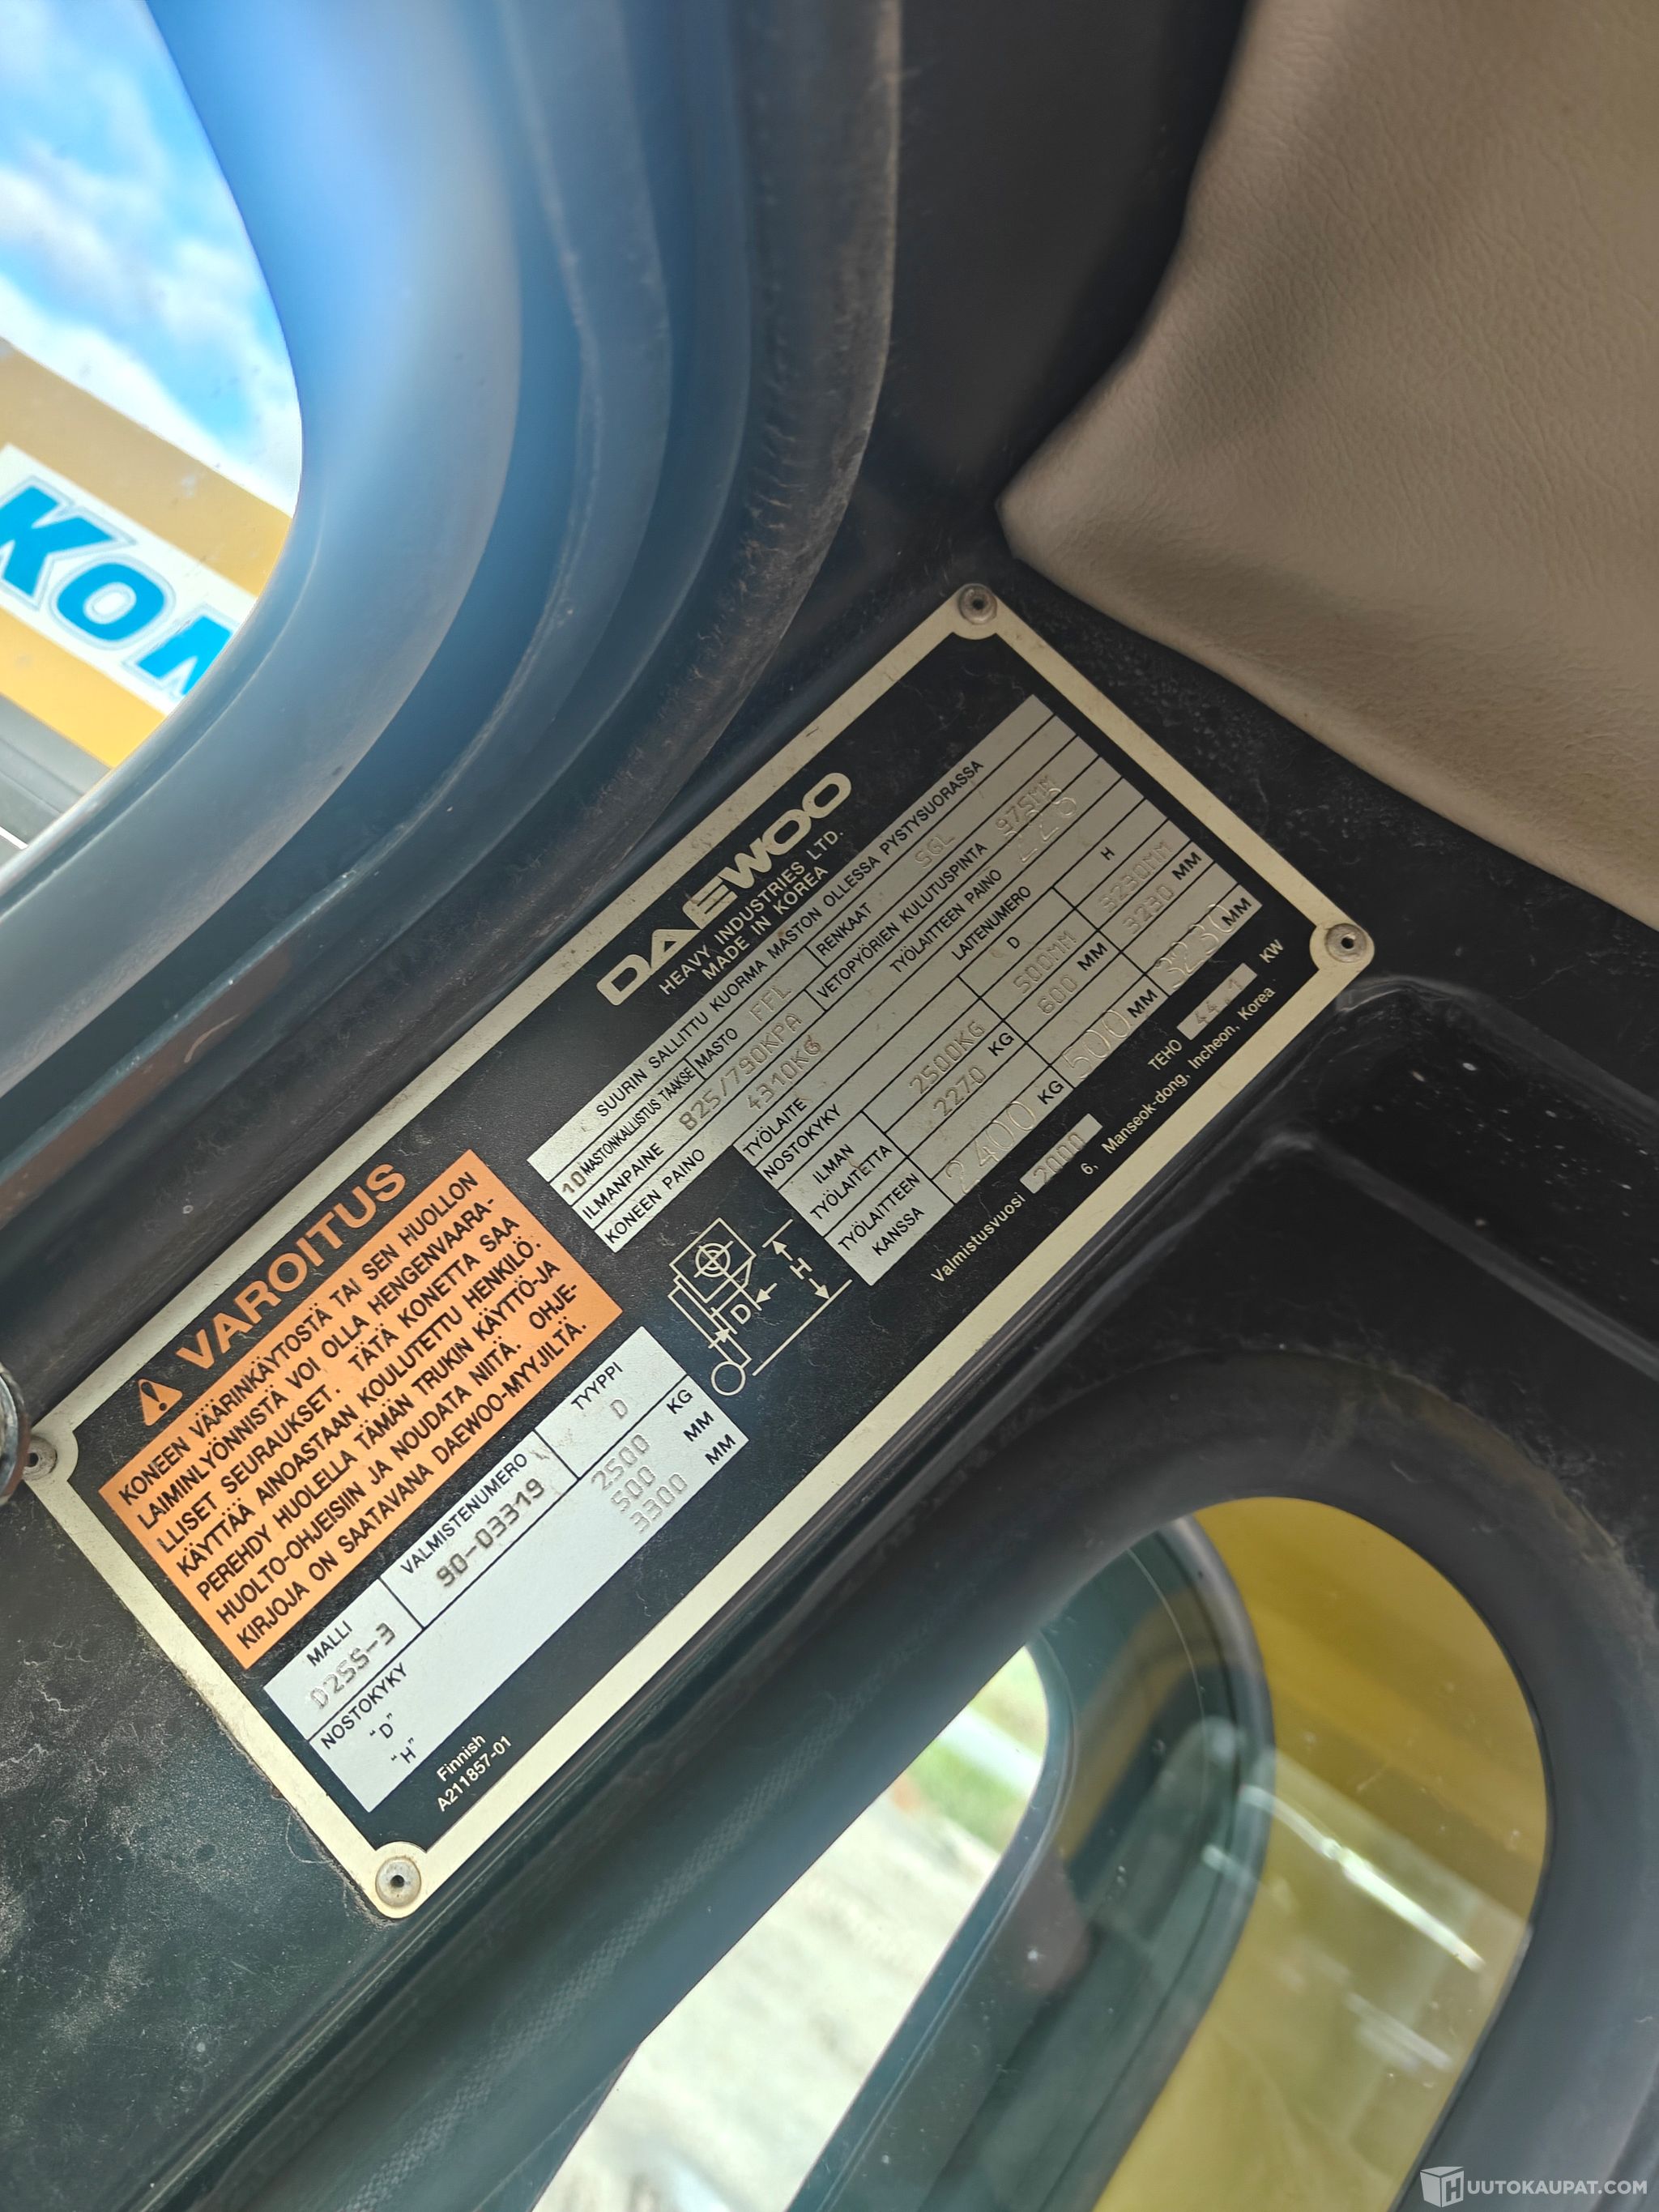 KON
DAEWOO
HEAVY INDUSTRIES LTD.
MADE IN KOREA
SUURIN SALLITTU KUORMA MASTON OLLESSA PYSTYSUORASSA
10 MASTONKALLISTUS TAAKSE MASTO FFL RENKAAT SGL
ILMANPAINE 825/790KPA VETOPYÖRIEN KULUTUSPINTA 975MM
KONEEN PAINO 4310KG TYÖLAITTEEN PAINO
TYÖLAITE LAITENUMERO
NOSTOKYKY D H
ILMAN 2500KG 500MM 3230MM
TYÖLAITETTA 2270 KG 600 MM 3230 MM
TYÖLAITTEEN
KANSSA 2400 KG 500 MM 3230 MM
Valmistusvuosi 2000 TEHO 44.1 KW
6, Manseok-dong, Incheon, Korea
H
D
VAROITUS
KONEEN VÄÄRINKÄYTOSTÄ TAI SEN HUOLLON
LAIMINLYÖNNISTÄ VOI OLLA HENGENVAARA-
LLISET SEURAUKSET. TÄTÄ KONETTA SAA
KÄYTTÄÄ AINOASTAAN KOULUTETTU HENKILÖ.
PEREHDY HUOLELLA TÄMÄN TRUKIN KÄYTTÖ-JA
HUOLTO-OHJEISIIN JA NOUDATA NIITÄ. OHJE-
KIRJOJA ON SAATAVANA DAEWOO-MYYJILTÄ.
MALLI VALMISTENUMERO TYYPPI
D25S-3 90-03319 D
NOSTOKYKY 2500 KG
"D" 500 MM
"H" 3300 MM
Finnish
A211857-01
HUUTOKAUPAT.COM